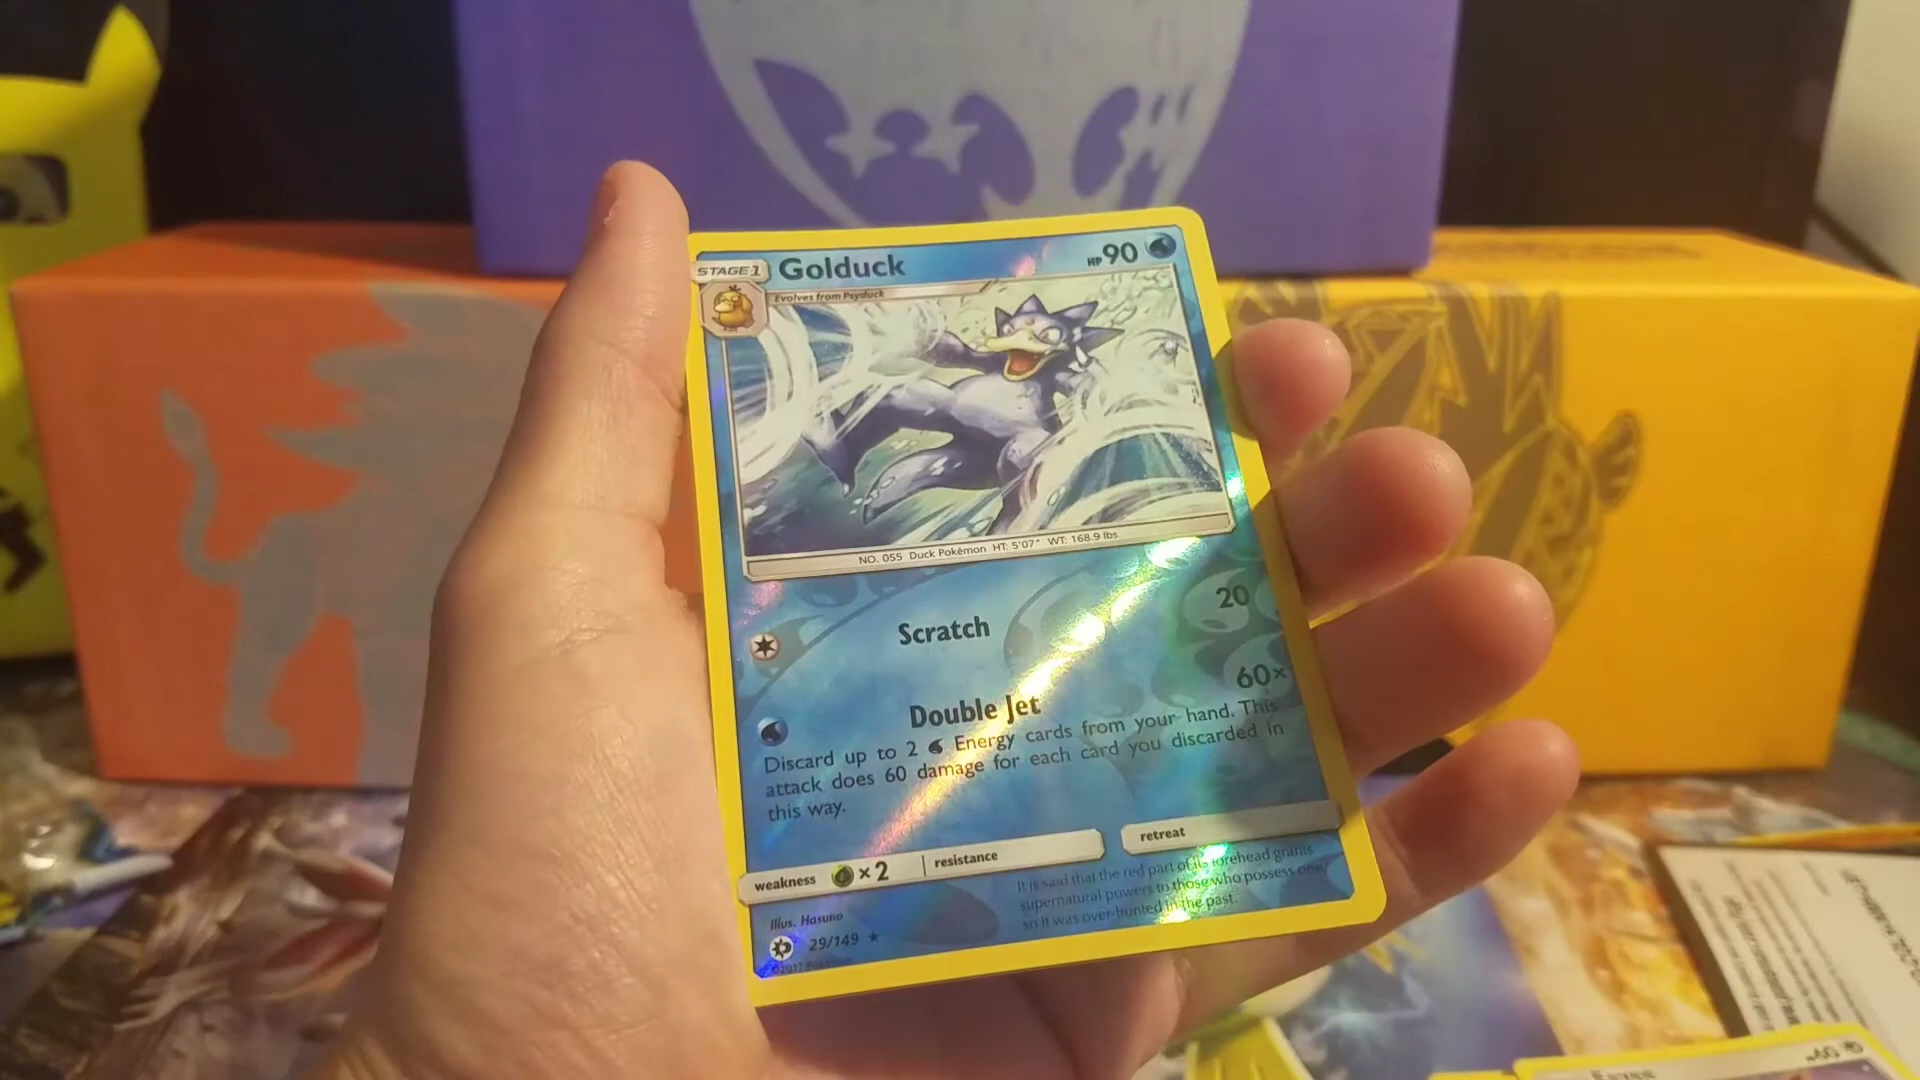 STAGE 1 Golduck HP 90
Evolves from Psyduck
NO. 055 Duck Pokémon HT: 5'07" WT: 168.9 lbs.
Scratch 20
Double Jet 60×
Discard up to 2 Energy cards from your hand. This
attack does 60 damage for each card you discarded in
this way.
weakness ×2 resistance retreat
It is said that the red part of its forehead grants
supernatural powers to those who possess one,
so it was over-hunted in the past.
Illus. Hasuno
29/149 ★
©2017 Pokémon
60